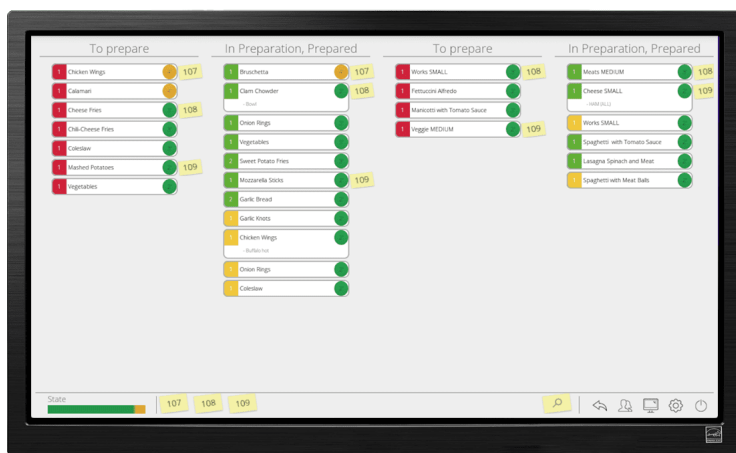 To prepare
1 Chicken Wings 107
1 Calamari
1 Cheese Fries 108
1 Chili-Cheese Fries
1 Coleslaw
1 Mashed Potatoes 109
1 Vegetables
In Preparation, Prepared
1 Bruschetta 107
1 Clam Chowder 108
- Bowl
1 Onion Rings
1 Vegetables
2 Sweet Potato Fries
1 Mozzarella Sticks 109
2 Garlic Bread
1 Garlic Knots
1 Chicken Wings
- Buffalo hot
1 Onion Rings
1 Coleslaw
To prepare
1 Works SMALL 108
1 Fettuccini Alfredo
1 Manicotti with Tomato Sauce
1 Veggie MEDIUM 109
In Preparation, Prepared
1 Meats MEDIUM 108
1 Cheese SMALL 109
1 Works SMALL
1 Spaghetti with Tomato Sauce
1 Lasagna Spinach and Meat
1 Spaghetti with Meat Balls
State
107 108 109